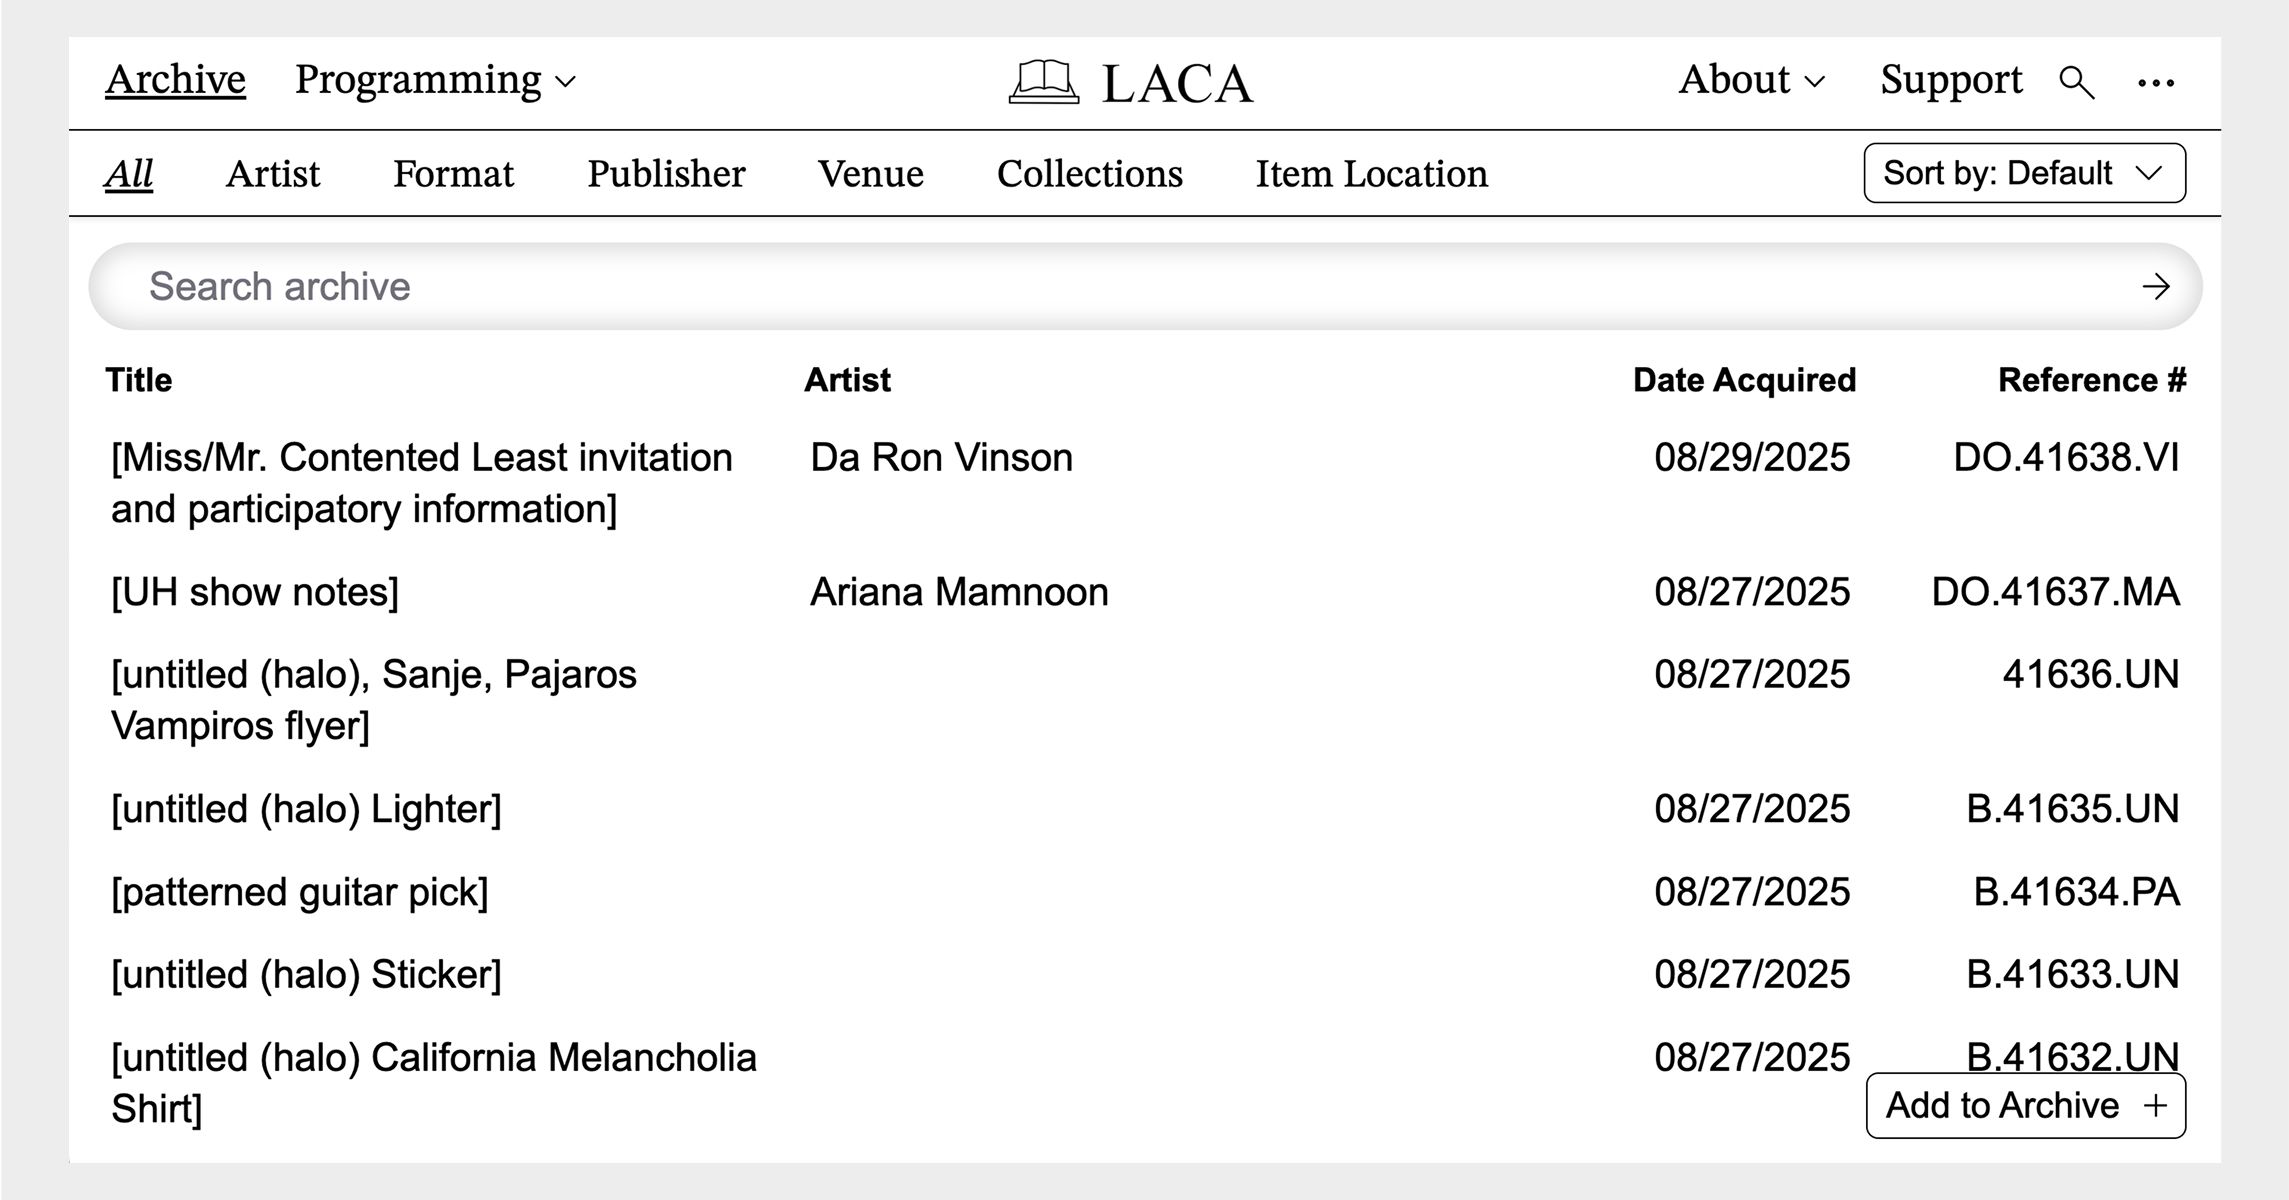 Archive Programming LACA About Support ...
All Artist Format Publisher Venue Collections Item Location Sort by: Default
Search archive
Title Artist Date Acquired Reference #
[Miss/Mr. Contented Least invitation Da Ron Vinson 08/29/2025 DO.41638.VI
and participatory information]
[UH show notes] Ariana Mamnoon 08/27/2025 DO.41637.MA
[untitled (halo), Sanje, Pajaros 08/27/2025 41636.UN
Vampiros flyer]
[untitled (halo) Lighter] 08/27/2025 B.41635.UN
[patterned guitar pick] 08/27/2025 B.41634.PA
[untitled (halo) Sticker] 08/27/2025 B.41633.UN
[untitled (halo) California Melancholia 08/27/2025 B.41632.UN
Shirt] Add to Archive +